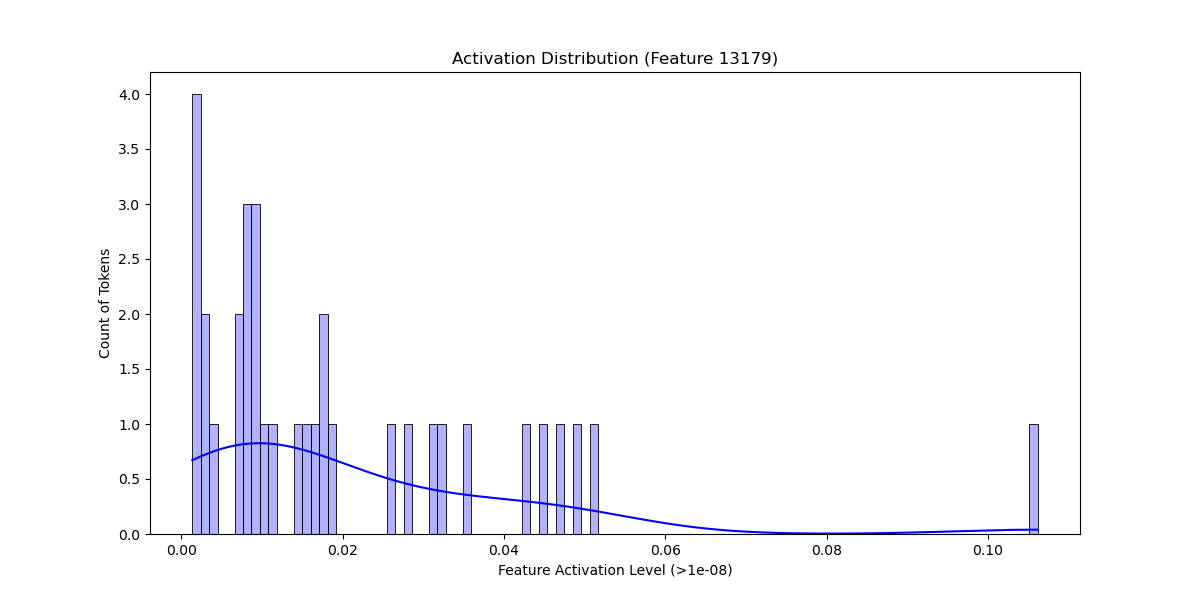 Activation Distribution (Feature 13179)
4.0
3.5
3.0
2.5
2.0
1.5
1.0
0.5
0.0
Count of Tokens
0.00 0.02 0.04 0.06 0.08 0.10
Feature Activation Level (>1e-08)